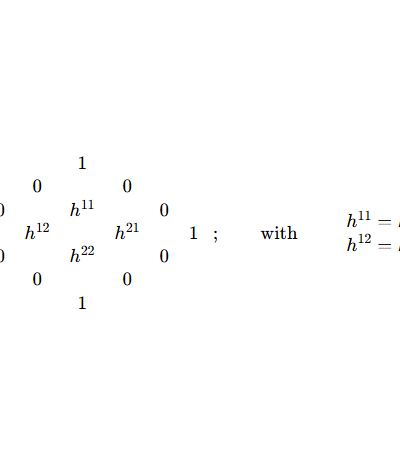 1
0 0
0 h^{11} 0
h^{12} h^{21} 1 ; with h^{11} =
h^{12} =
0 h^{22} 0
0 0
1